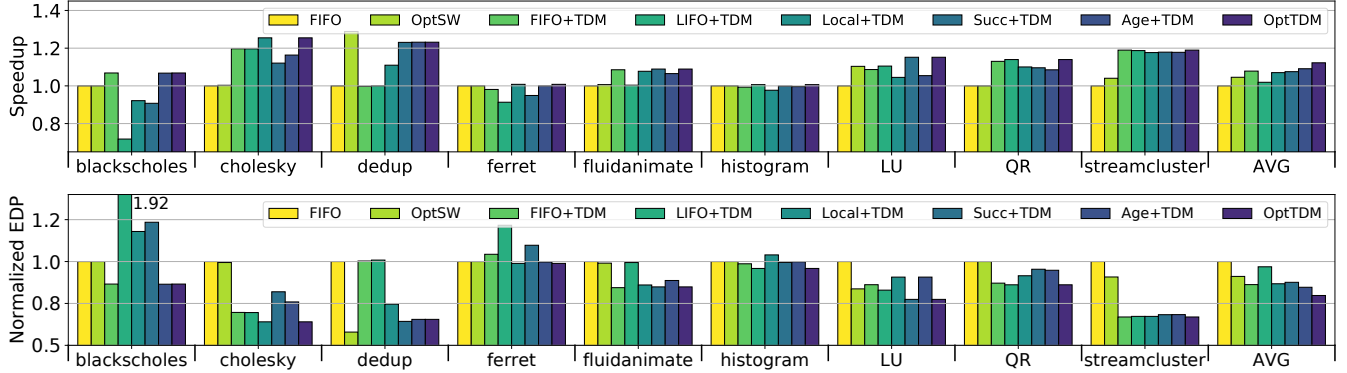 Speedup
1.4
1.2
1.0
0.8
FIFO OptSW FIFO+TDM LIFO+TDM Local+TDM Succ+TDM Age+TDM OptTDM
blackscholes cholesky dedup ferret fluidanimate histogram LU QR streamcluster AVG
Normalized EDP
1.2
1.0
0.8
0.5
1.92
FIFO OptSW FIFO+TDM LIFO+TDM Local+TDM Succ+TDM Age+TDM OptTDM
blackscholes cholesky dedup ferret fluidanimate histogram LU QR streamcluster AVG